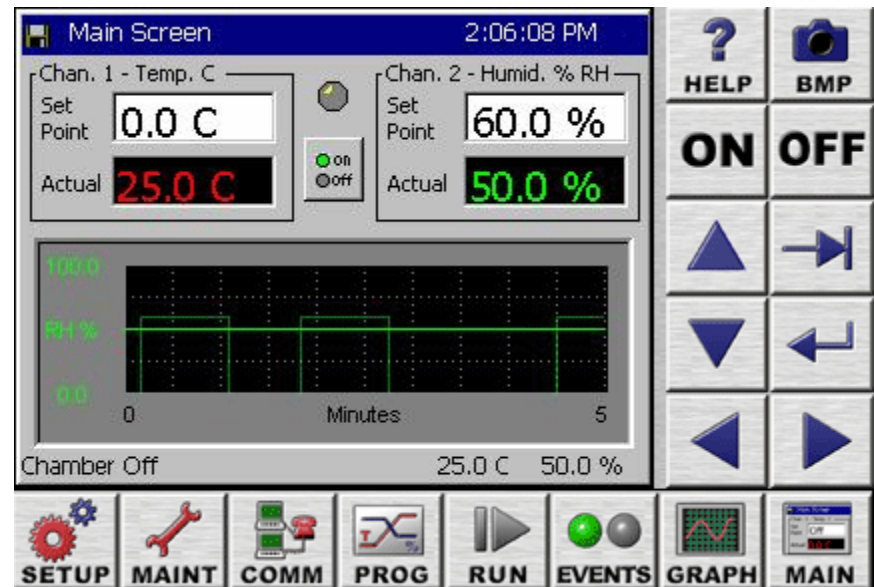 Main Screen 2:06:08 PM
Chan. 1 - Temp. C
Set Point 0.0 C
Actual 25.0 C
on
off
Chan. 2 - Humid. % RH
Set Point 60.0 %
Actual 50.0 %
100.0
RH %
0.0
0 Minutes 5
Chamber Off 25.0 C 50.0 %
HELP BMP
ON OFF
SETUP MAINT COMM PROG RUN EVENTS GRAPH MAIN